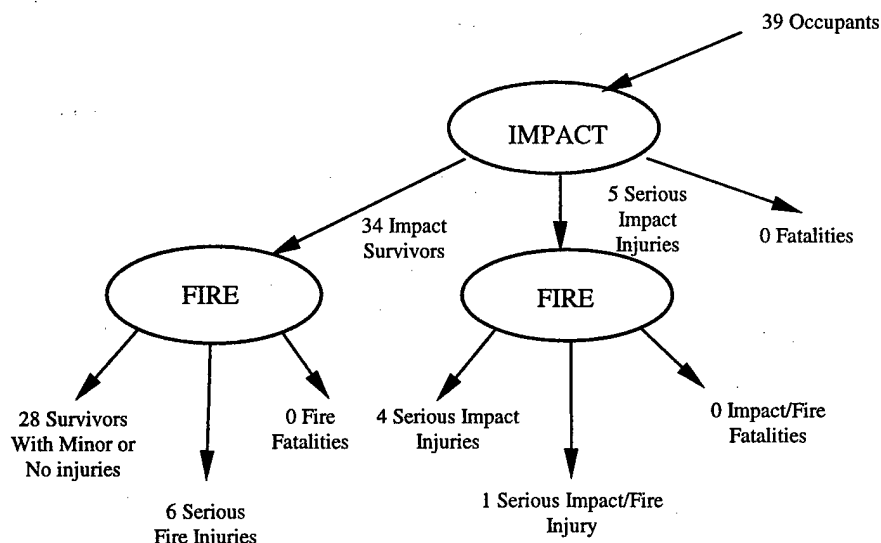 39 Occupants
IMPACT
34 Impact
Survivors
5 Serious
Impact
Injuries
0 Fatalities
FIRE
FIRE
28 Survivors
With Minor or
No injuries
6 Serious
Fire Injuries
0 Fire
Fatalities
4 Serious Impact
Injuries
1 Serious Impact/Fire
Injury
0 Impact/Fire
Fatalities